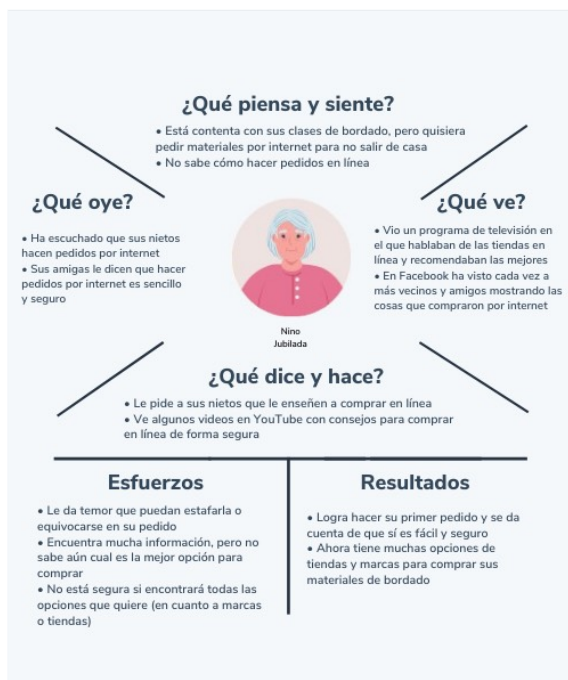 ¿Qué piensa y siente?
• Está contenta con sus clases de bordado, pero quisiera
pedir materiales por internet para no salir de casa
• No sabe cómo hacer pedidos en línea
¿Qué oye?
• Ha escuchado que sus nietos
hacen pedidos por internet
• Sus amigas le dicen que hacer
pedidos por internet es sencillo
y seguro
¿Qué ve?
• Vio un programa de televisión en
el que hablaban de las tiendas en
línea y recomendaban las mejores
• En Facebook ha visto cada vez a
más vecinos y amigos mostrando las
cosas que compraron por internet
Nino
Jubilada
¿Qué dice y hace?
• Le pide a sus nietos que le enseñen a comprar en línea
• Ve algunos videos en YouTube con consejos para comprar
en línea de forma segura
Esfuerzos
• Le da temor que puedan estafarla o
equivocarse en su pedido
• Encuentra mucha información, pero no
sabe aún cual es la mejor opción para
comprar
• No está segura si encontrará todas las
opciones que quiere (en cuanto a marcas
o tiendas)
Resultados
• Logra hacer su primer pedido y se da
cuenta de que sí es fácil y seguro
• Ahora tiene muchas opciones de
tiendas y marcas para comprar sus
materiales de bordado